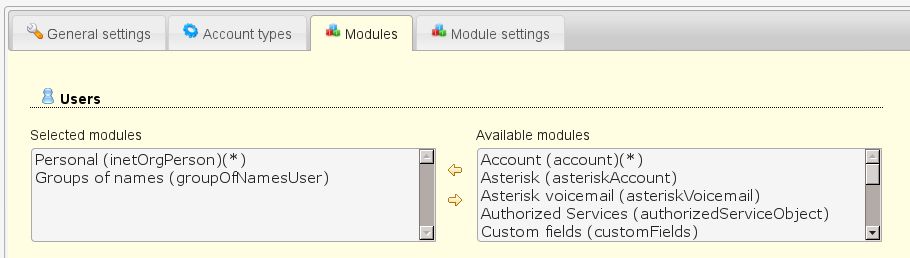 General settings
Account types
Modules
Module settings
Users
Selected modules
Available modules
Personal (inetOrgPerson)(*)
Groups of names (groupOfNamesUser)
Account (account)(*)
Asterisk (asteriskAccount)
Asterisk voicemail (asteriskVoicemail)
Authorized Services (authorizedServiceObject)
Custom fields (customFields)